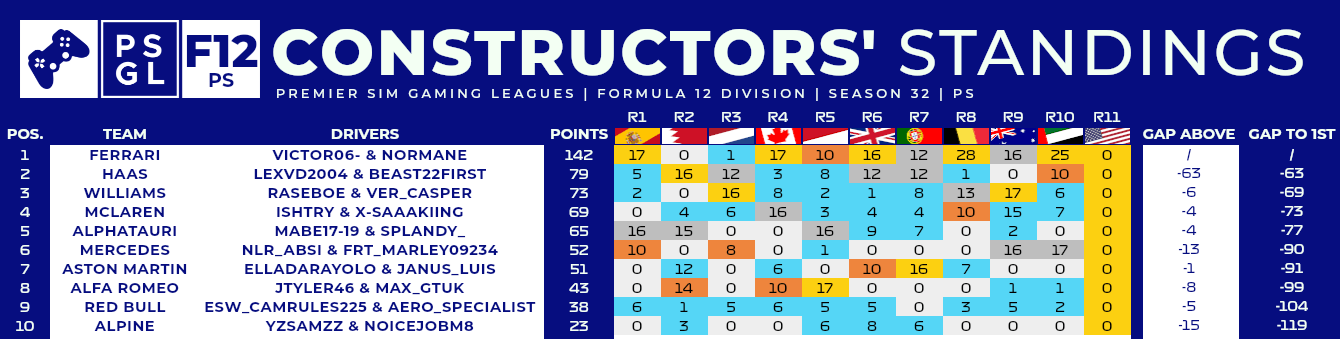 PS
GL
F12
PS
CONSTRUCTORS' STANDINGS
PREMIER SIM GAMING LEAGUES | FORMULA 12 DIVISION | SEASON 32 | PS
R1 R2 R3 R4 R5 R6 R7 R8 R9 R10 R11
POS. TEAM DRIVERS POINTS GAP ABOVE GAP TO 1ST
1 FERRARI VICTOR06- & NORMANE 142 17 0 1 17 10 16 12 28 16 25 0 / /
2 HAAS LEXVD2004 & BEAST22FIRST 79 5 16 12 3 8 12 12 1 0 10 0 -63 -63
3 WILLIAMS RASEBOE & VER_CASPER 73 2 0 16 8 2 1 8 13 17 6 0 -6 -69
4 MCLAREN ISHTRY & X-SAAAKIING 69 0 4 6 16 3 4 4 10 15 7 0 -4 -73
5 ALPHATAURI MABE17-19 & SPLANDY_ 65 16 15 0 0 16 9 7 0 2 0 0 -4 -77
6 MERCEDES NLR_ABSI & FRT_MARLEY09234 52 10 0 8 0 1 0 0 0 16 17 0 -13 -90
7 ASTON MARTIN ELLADARAYOLO & JANUS_LUIS 51 0 12 0 6 0 10 16 7 0 0 0 -1 -91
8 ALFA ROMEO JTYLER46 & MAX_GTUK 43 0 14 0 10 17 0 0 0 1 1 0 -8 -99
9 RED BULL ESW_CAMRULES225 & AERO_SPECIALIST 38 6 1 5 6 5 5 0 3 5 2 0 -5 -104
10 ALPINE YZSAMZZ & NOICEJOBM8 23 0 3 0 0 6 8 6 0 0 0 0 -15 -119